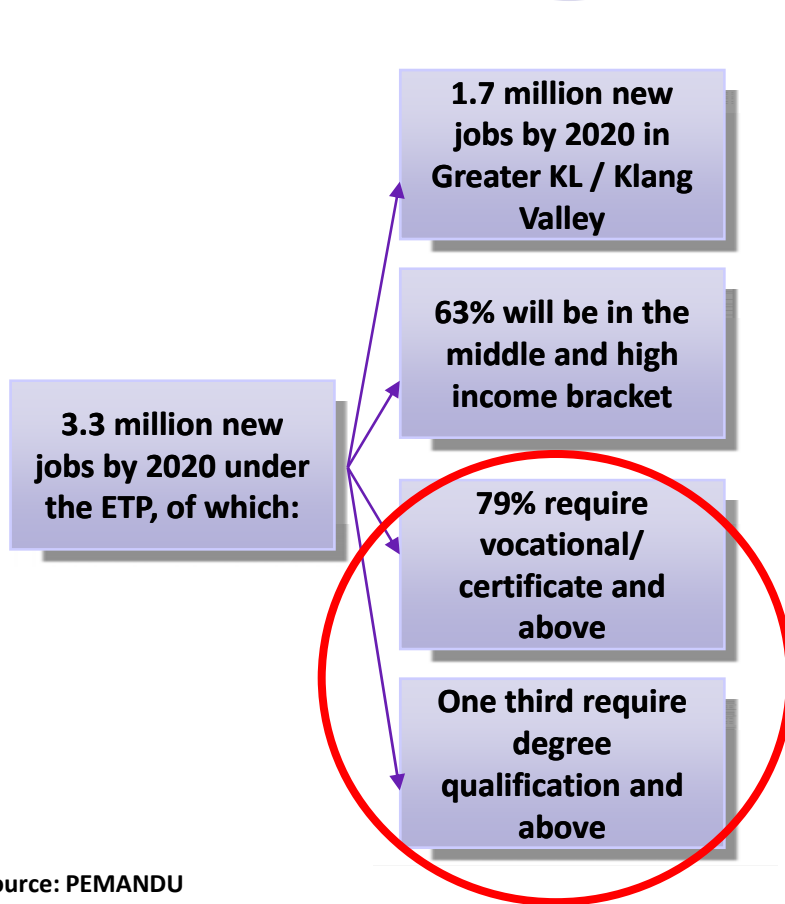 1.7 million new
jobs by 2020 in
Greater KL / Klang
Valley
63% will be in the
middle and high
income bracket
3.3 million new
jobs by 2020 under
the ETP, of which:
79% require
vocational/
certificate and
above
One third require
degree
qualification and
above
ource: PEMANDU